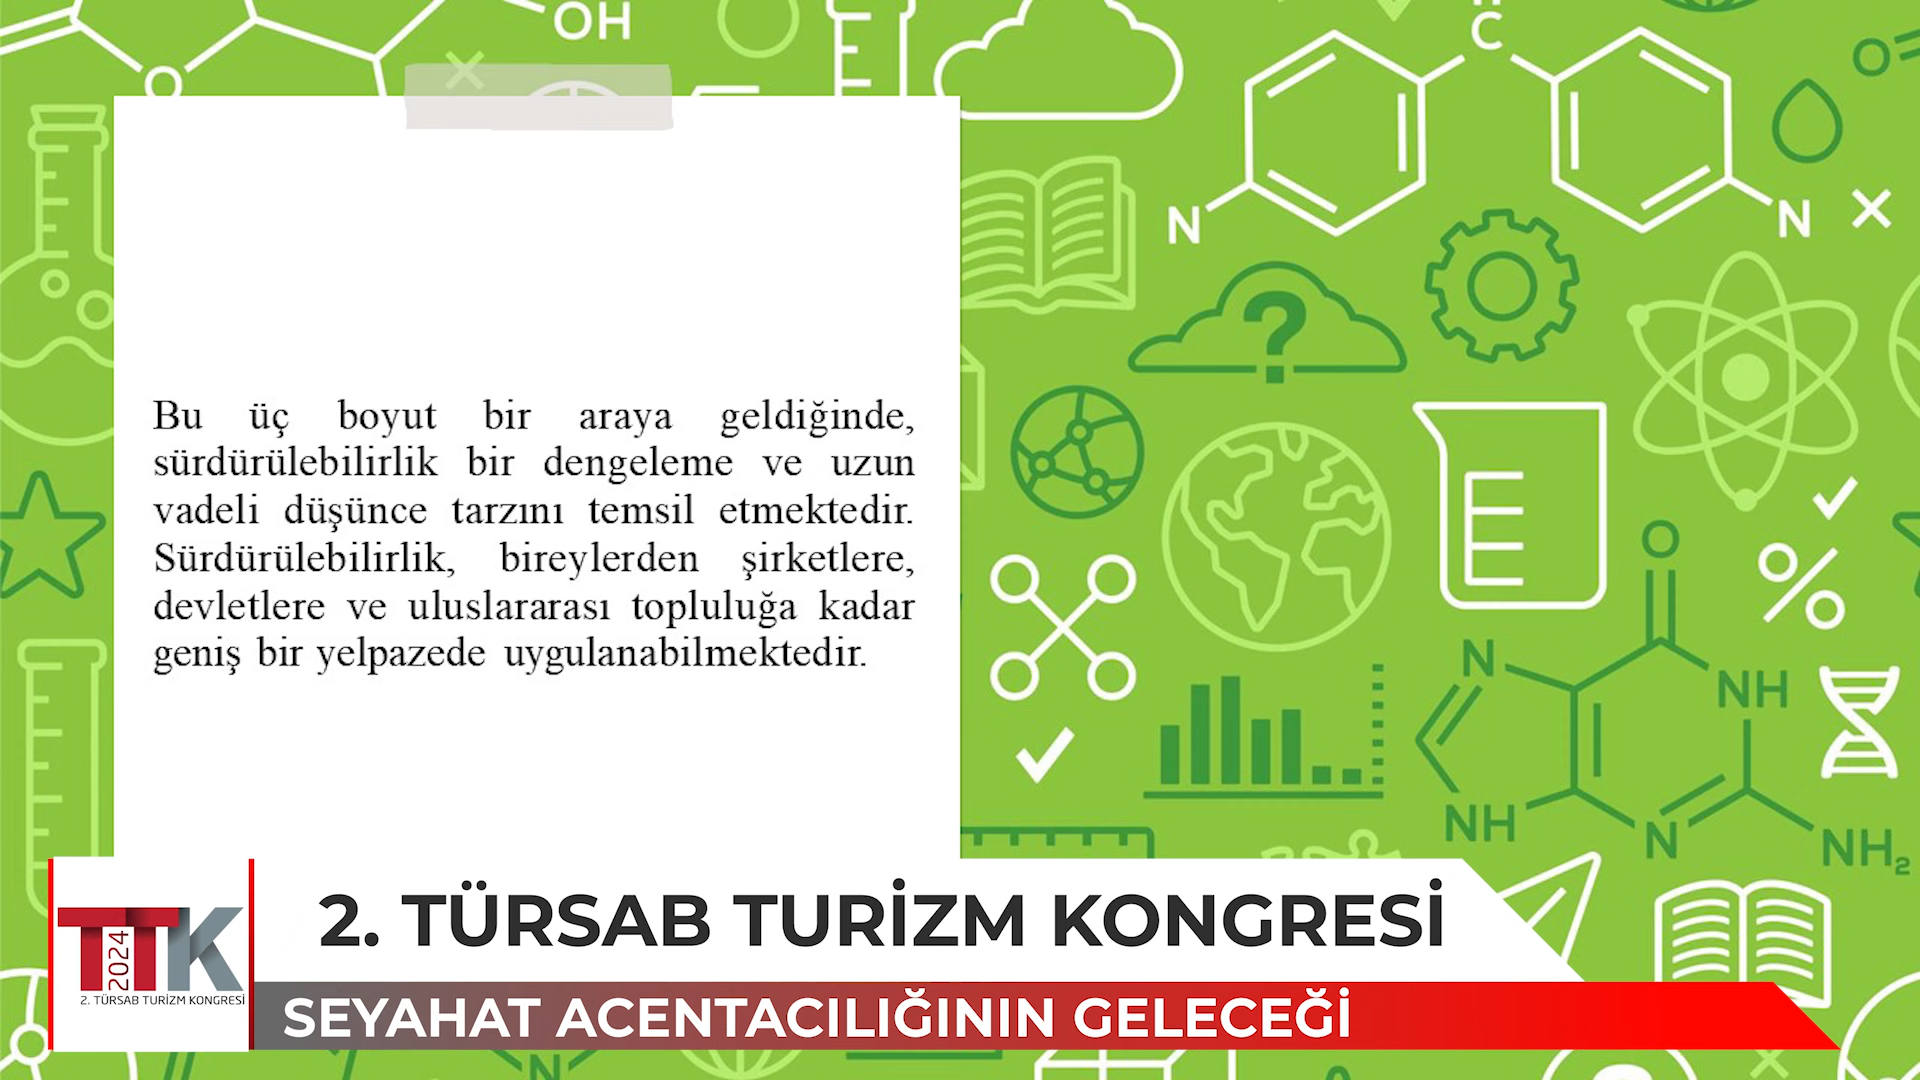 OH
C
O
O
N
N
Bu üç boyut bir araya geldiğinde,
sürdürülebilirlik bir dengeleme ve uzun
vadeli düşünce tarzını temsil etmektedir.
Sürdürülebilirlik, bireylerden şirketlere,
devletlere ve uluslararası topluluğa kadar
geniş bir yelpazede uygulanabilmektedir.
?
%
O
N
NH
NH
N
NH₂
2. TÜRSAB TURİZM KONGRESİ
TTK
2024
2. TÜRSAB TURİZM KONGRESİ
SEYAHAT ACENTACILIĞININ GELECEĞİ
N